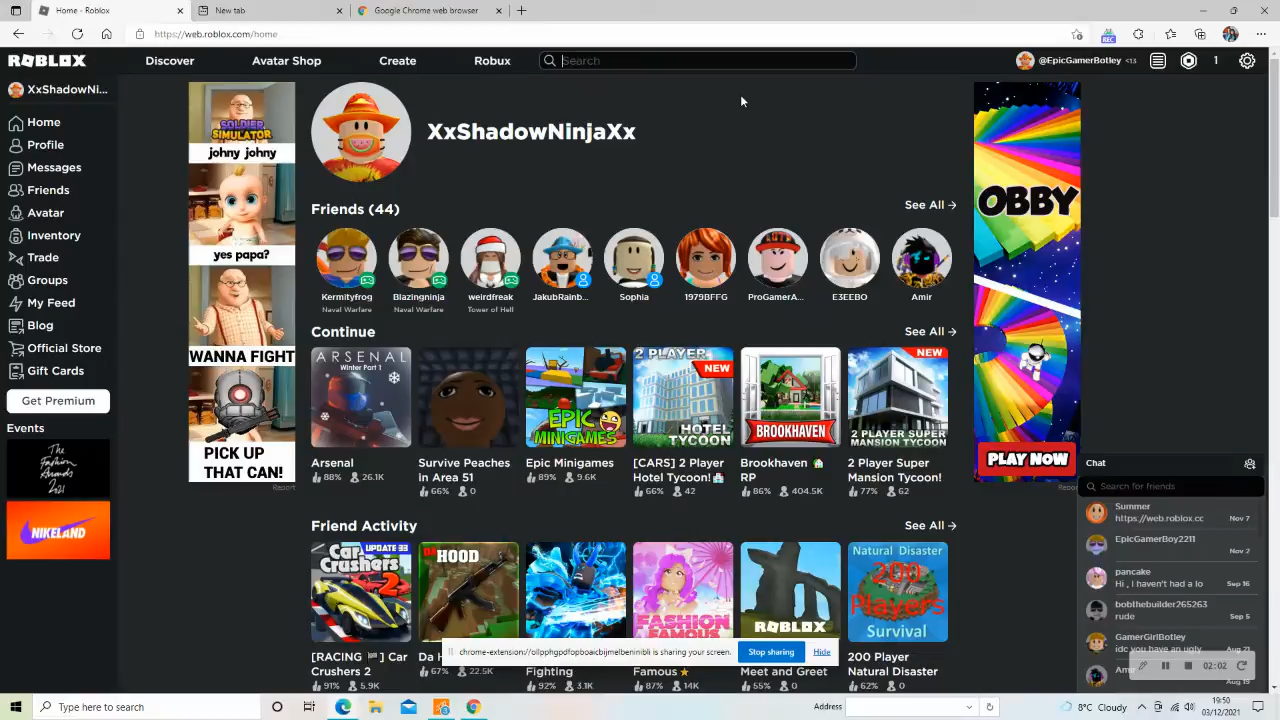 Home - Roblox
New tab
Google Chrome web browser
https://web.roblox.com/home
ROBLOX
Discover
Avatar Shop
Create
Robux
Search
@EpicGamerBotley <13
1
XxShadowNi...
Home
Profile
Messages
Friends
Avatar
Inventory
Trade
Groups
My Feed
Blog
Official Store
Gift Cards
Get Premium
Events
The Fashion Awards 2021
NIKELAND
SOLDIER
SIMULATOR
johny johny
yes papa?
WANNA FIGHT
PICK UP
THAT CAN!
Report
XxShadowNinjaXx
Friends (44)
See All →
Kermityfrog
Naval Warfare
Blazingninja
Naval Warfare
weirdfreak
Tower of Hell
JakubRainb...
Sophia
1979BFFG
ProGamerA...
E3EEBO
Amir
Continue
See All →
ARSENAL
Winter Part 1
EPIC
MINIGAMES
2 PLAYER
NEW
HOTEL
TYCOON
BROOKHAVEN
NEW
2 PLAYER SUPER
MANSION TYCOON
Arsenal
88% 26.1K
Survive Peaches
in Area 51
66% 0
Epic Minigames
89% 9.6K
[CARS] 2 Player
Hotel Tycoon!🏨
66% 42
Brookhaven 🏡
RP
86% 404.5K
2 Player Super
Mansion Tycoon!
77% 62
Friend Activity
See All →
UPDATE 33
Car
Crushers
2
DA HOOD
FASHION
FAMOUS
ROBLOX
Natural Disaster
200
Players
Survival
[RACING 🏁] Car
Crushers 2
91% 5.9K
Da H
67% 22.5K
Fighting
92% 3.1K
Famous ⭐
87% 14K
Meet and Greet
55% 0
200 Player
Natural Disaster
62% 0
chrome-extension://ollpphgpdfopboacbijmelbeninibli is sharing your screen.
Stop sharing
Hide
OBBY
PLAY NOW
Repor
Chat
Search for friends
Summer
https://web.roblox.cc Nov 7
EpicGamerBoy2211
Nov 2
pancake
Hi , I haven't had a lo Sep 16
bobthebuilder265263
rude Sep 5
GamerGirlBotley
idc you have an ugly Aug 21
Ami
Aug 19
02:02
Type here to search
Address
8°C Cloudy
19:50
03/12/2021